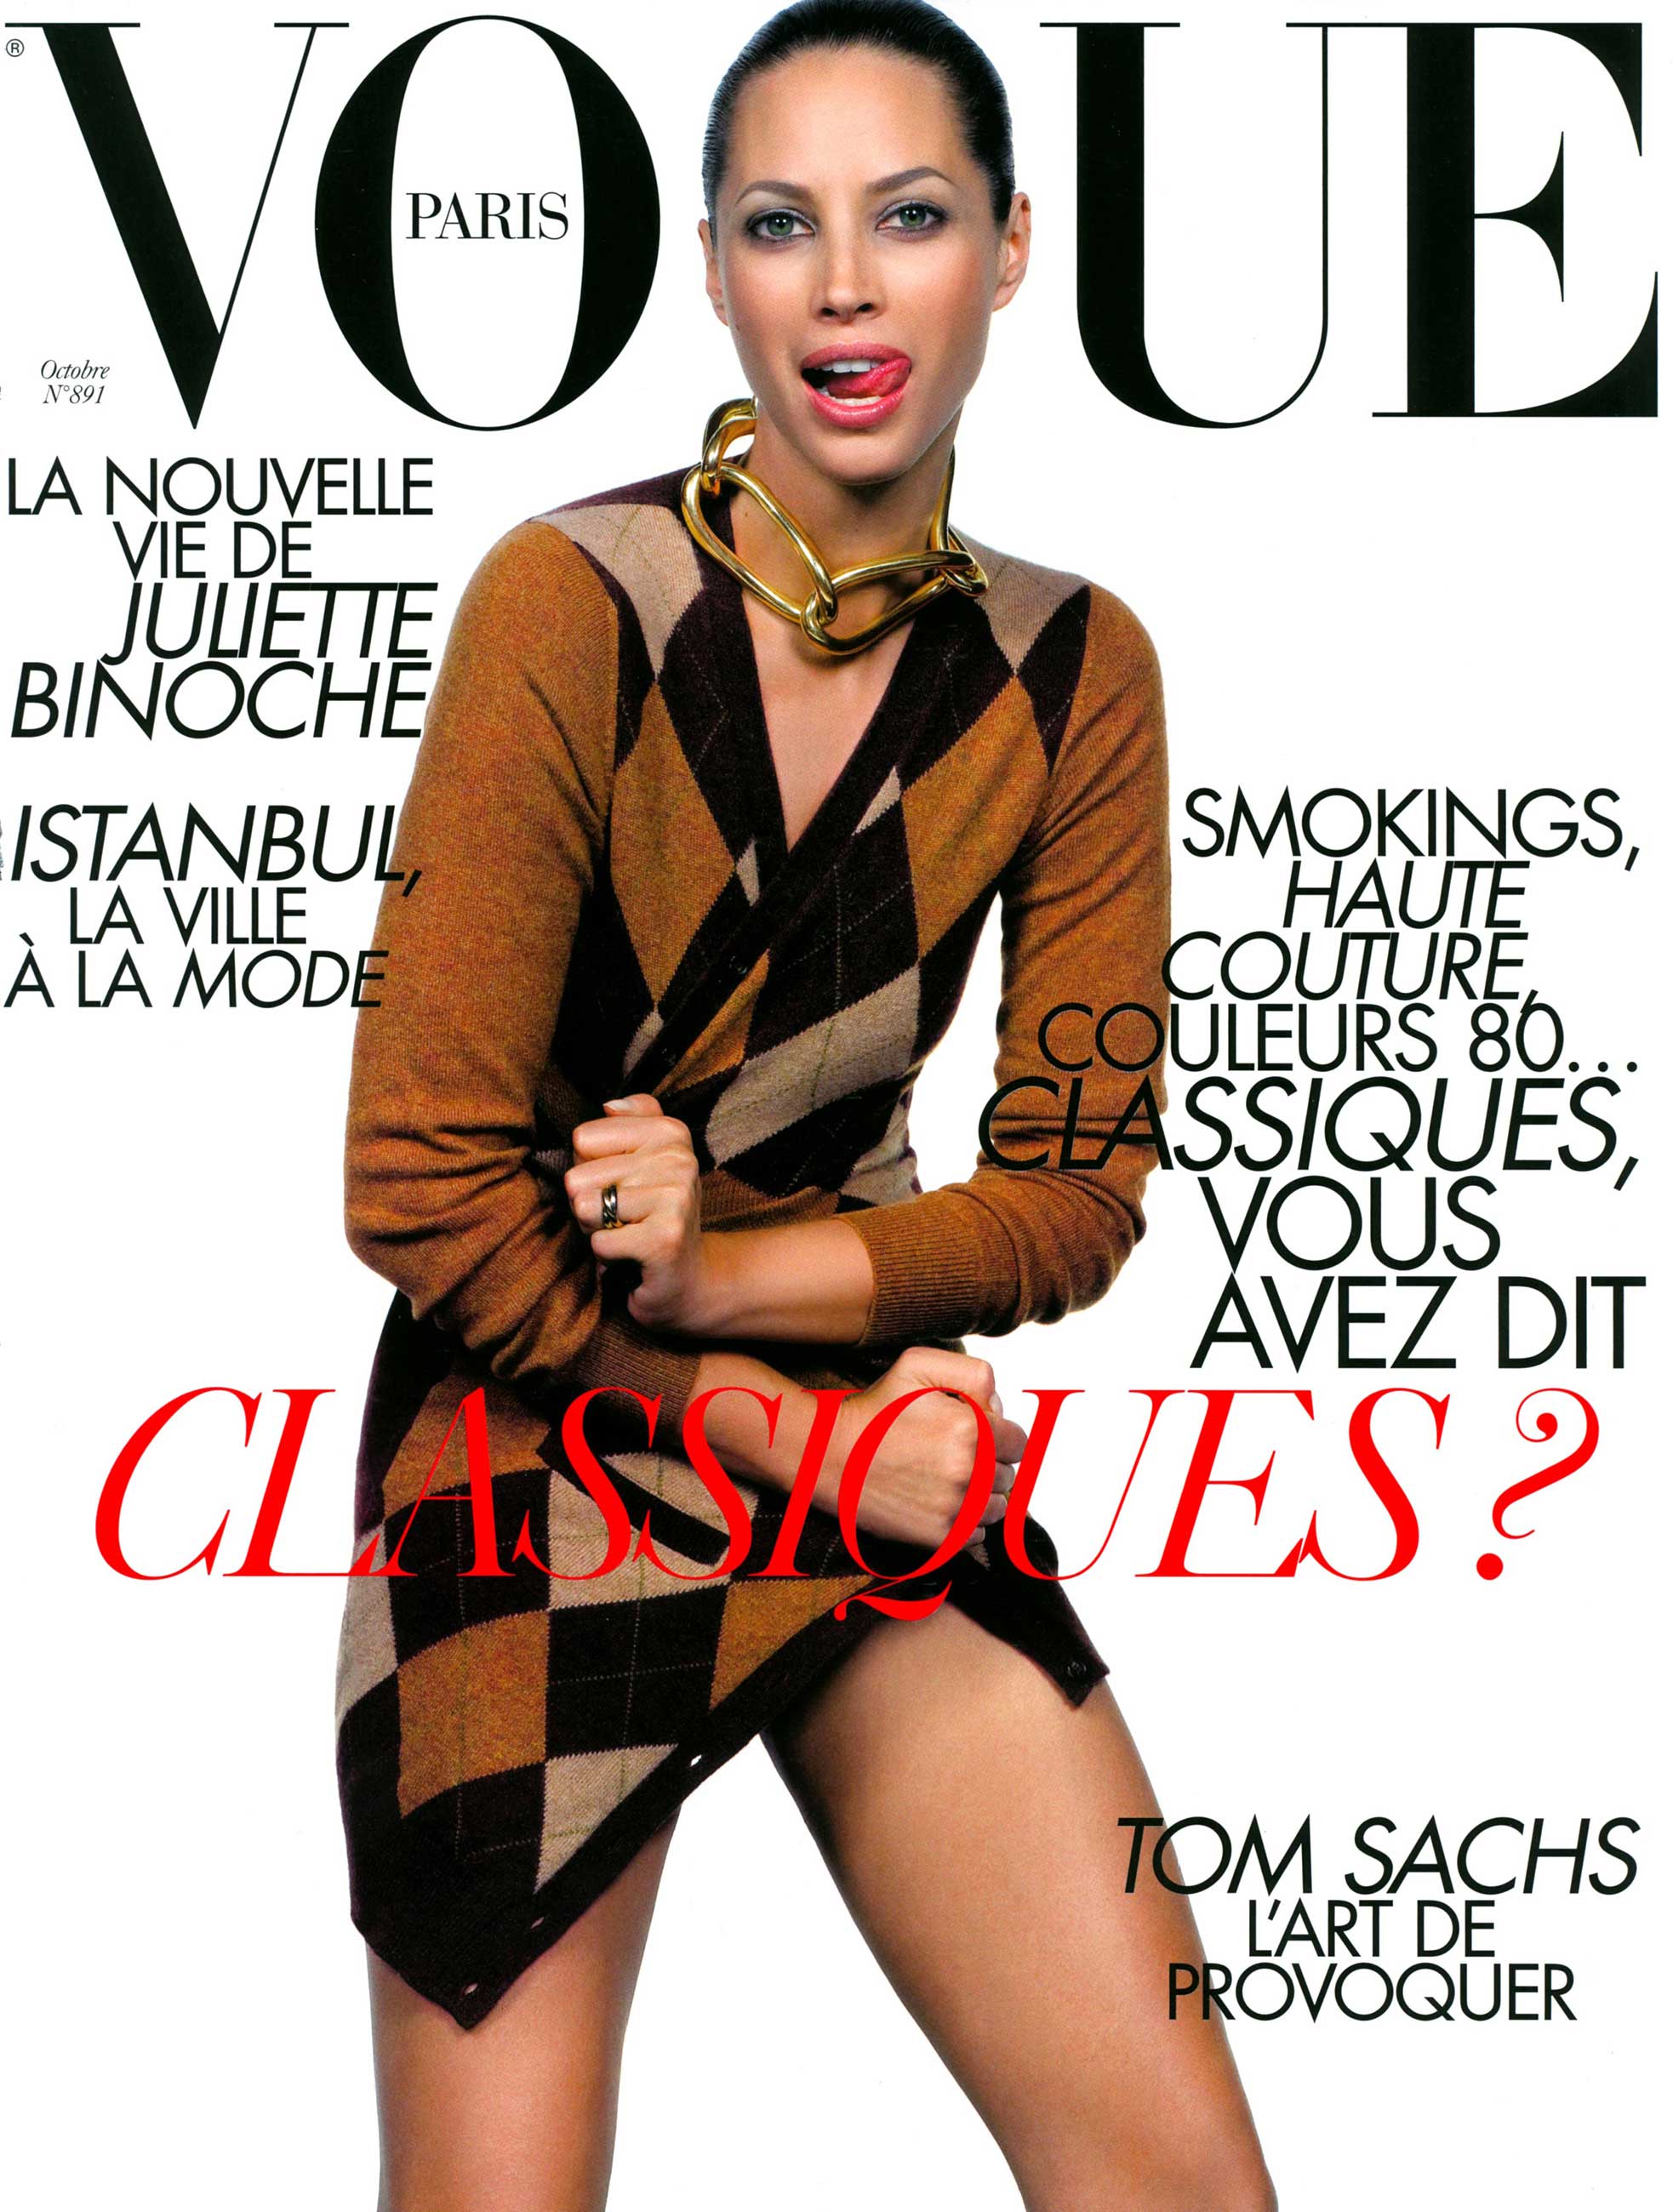 ®
VOGUE
PARIS
Octobre
N°891
LA NOUVELLE
VIE DE
JULIETTE
BINOCHE
ISTANBUL,
LA VILLE
À LA MODE
SMOKINGS,
HAUTE
COUTURE,
COULEURS 80...
CLASSIQUES,
VOUS
AVEZ DIT
CLASSIQUES ?
TOM SACHS
L'ART DE
PROVOQUER